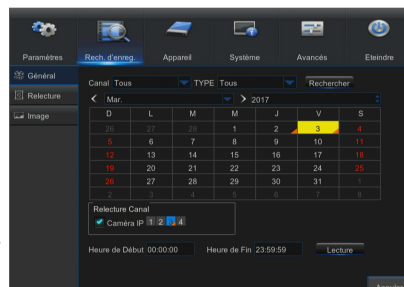 Paramètres Rech. d'enreg. Appareil Système Avancés Eteindre
Général
Relecture
Image
Canal Tous TYPE Tous Rechercher
Mar. 2017
D L M M J V S
26 27 28 1 2 3 4
5 6 7 8 9 10 11
12 13 14 15 16 17 18
19 20 21 22 23 24 25
26 27 28 29 30 31 1
2 3 4 5 6 7 8
Relecture Canal
Caméra IP 1 2 3 4
Heure de Début 00:00:00 Heure de Fin 23:59:59 Lecture